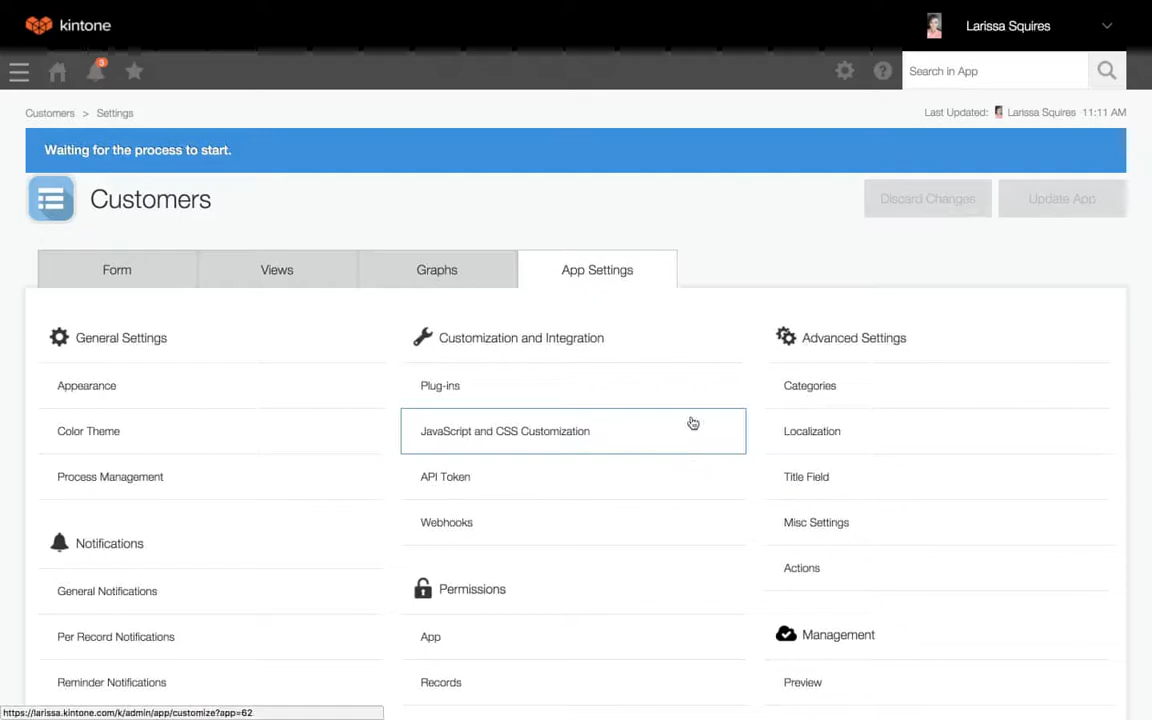 kintone
Larissa Squires
3
Search in App
Customers > Settings
Last Updated: Larissa Squires 11:11 AM
Waiting for the process to start.
Customers
Discard Changes
Update App
Form
Views
Graphs
App Settings
General Settings
Appearance
Color Theme
Process Management
Notifications
General Notifications
Per Record Notifications
Reminder Notifications
Customization and Integration
Plug-ins
JavaScript and CSS Customization
API Token
Webhooks
Permissions
App
Records
Advanced Settings
Categories
Localization
Title Field
Misc Settings
Actions
Management
Preview
https://larissa.kintone.com/k/admin/app/customize?app=62